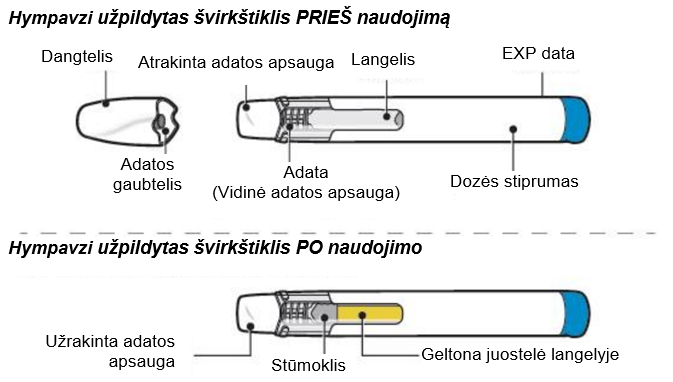 Hympavzi užpildytas švirkštiklis PRIEŠ naudojimą
Dangtelis
Atrakinta adatos apsauga
Langelis
EXP data
Adatos
gaubtelis
Adata
(Vidinė adatos apsauga)
Dozės stiprumas
Hympavzi užpildytas švirkštiklis PO naudojimo
Užrakinta adatos
apsauga
Stūmoklis
Geltona juostelė langelyje